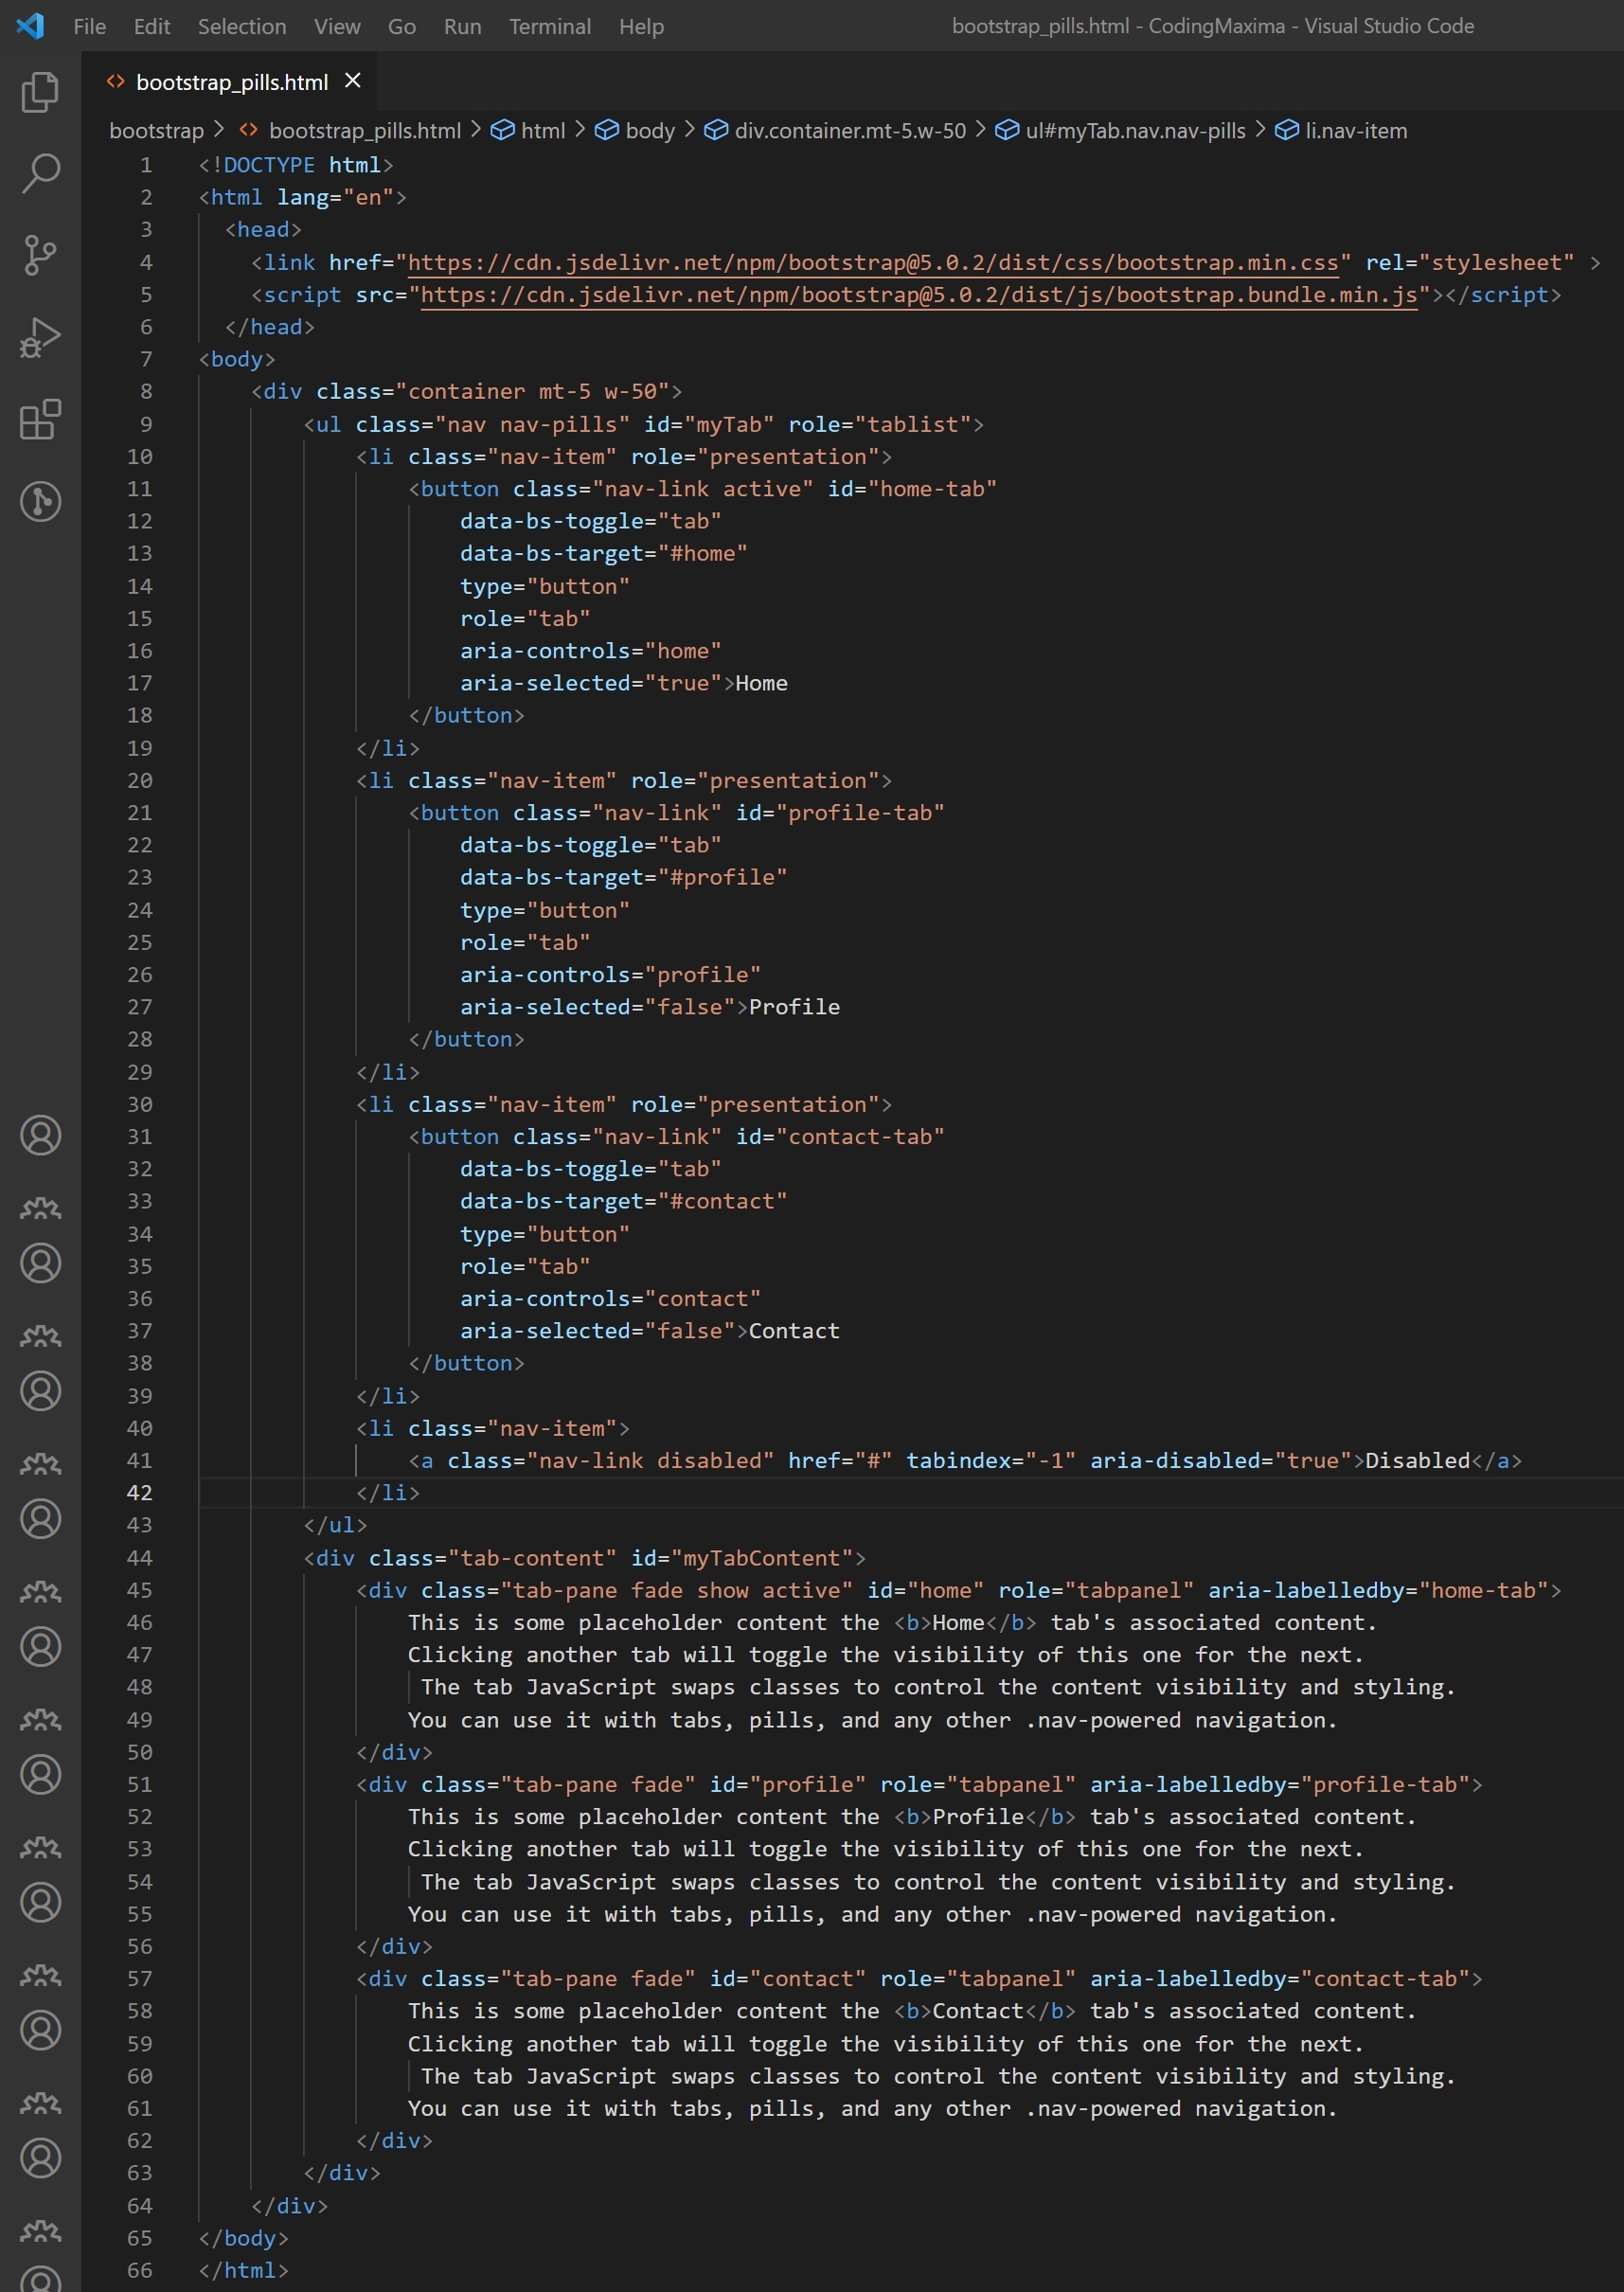 File Edit Selection View Go Run Terminal Help bootstrap_pills.html - CodingMaxima - Visual Studio Code
bootstrap_pills.html
bootstrap > bootstrap_pills.html > html > body > div.container.mt-5.w-50 > ul#myTab.nav.nav-pills > li.nav-item
1 <!DOCTYPE html>
2 <html lang="en">
3 <head>
4 <link href="https://cdn.jsdelivr.net/npm/bootstrap@5.0.2/dist/css/bootstrap.min.css" rel="stylesheet" >
5 <script src="https://cdn.jsdelivr.net/npm/bootstrap@5.0.2/dist/js/bootstrap.bundle.min.js"></script>
6 </head>
7 <body>
8 <div class="container mt-5 w-50">
9 <ul class="nav nav-pills" id="myTab" role="tablist">
10 <li class="nav-item" role="presentation">
11 <button class="nav-link active" id="home-tab"
12 data-bs-toggle="tab"
13 data-bs-target="#home"
14 type="button"
15 role="tab"
16 aria-controls="home"
17 aria-selected="true">Home
18 </button>
19 </li>
20 <li class="nav-item" role="presentation">
21 <button class="nav-link" id="profile-tab"
22 data-bs-toggle="tab"
23 data-bs-target="#profile"
24 type="button"
25 role="tab"
26 aria-controls="profile"
27 aria-selected="false">Profile
28 </button>
29 </li>
30 <li class="nav-item" role="presentation">
31 <button class="nav-link" id="contact-tab"
32 data-bs-toggle="tab"
33 data-bs-target="#contact"
34 type="button"
35 role="tab"
36 aria-controls="contact"
37 aria-selected="false">Contact
38 </button>
39 </li>
40 <li class="nav-item">
41 <a class="nav-link disabled" href="#" tabindex="-1" aria-disabled="true">Disabled</a>
42 </li>
43 </ul>
44 <div class="tab-content" id="myTabContent">
45 <div class="tab-pane fade show active" id="home" role="tabpanel" aria-labelledby="home-tab">
46 This is some placeholder content the <b>Home</b> tab's associated content.
47 Clicking another tab will toggle the visibility of this one for the next.
48 The tab JavaScript swaps classes to control the content visibility and styling.
49 You can use it with tabs, pills, and any other .nav-powered navigation.
50 </div>
51 <div class="tab-pane fade" id="profile" role="tabpanel" aria-labelledby="profile-tab">
52 This is some placeholder content the <b>Profile</b> tab's associated content.
53 Clicking another tab will toggle the visibility of this one for the next.
54 The tab JavaScript swaps classes to control the content visibility and styling.
55 You can use it with tabs, pills, and any other .nav-powered navigation.
56 </div>
57 <div class="tab-pane fade" id="contact" role="tabpanel" aria-labelledby="contact-tab">
58 This is some placeholder content the <b>Contact</b> tab's associated content.
59 Clicking another tab will toggle the visibility of this one for the next.
60 The tab JavaScript swaps classes to control the content visibility and styling.
61 You can use it with tabs, pills, and any other .nav-powered navigation.
62 </div>
63 </div>
64 </div>
65 </body>
66 </html>